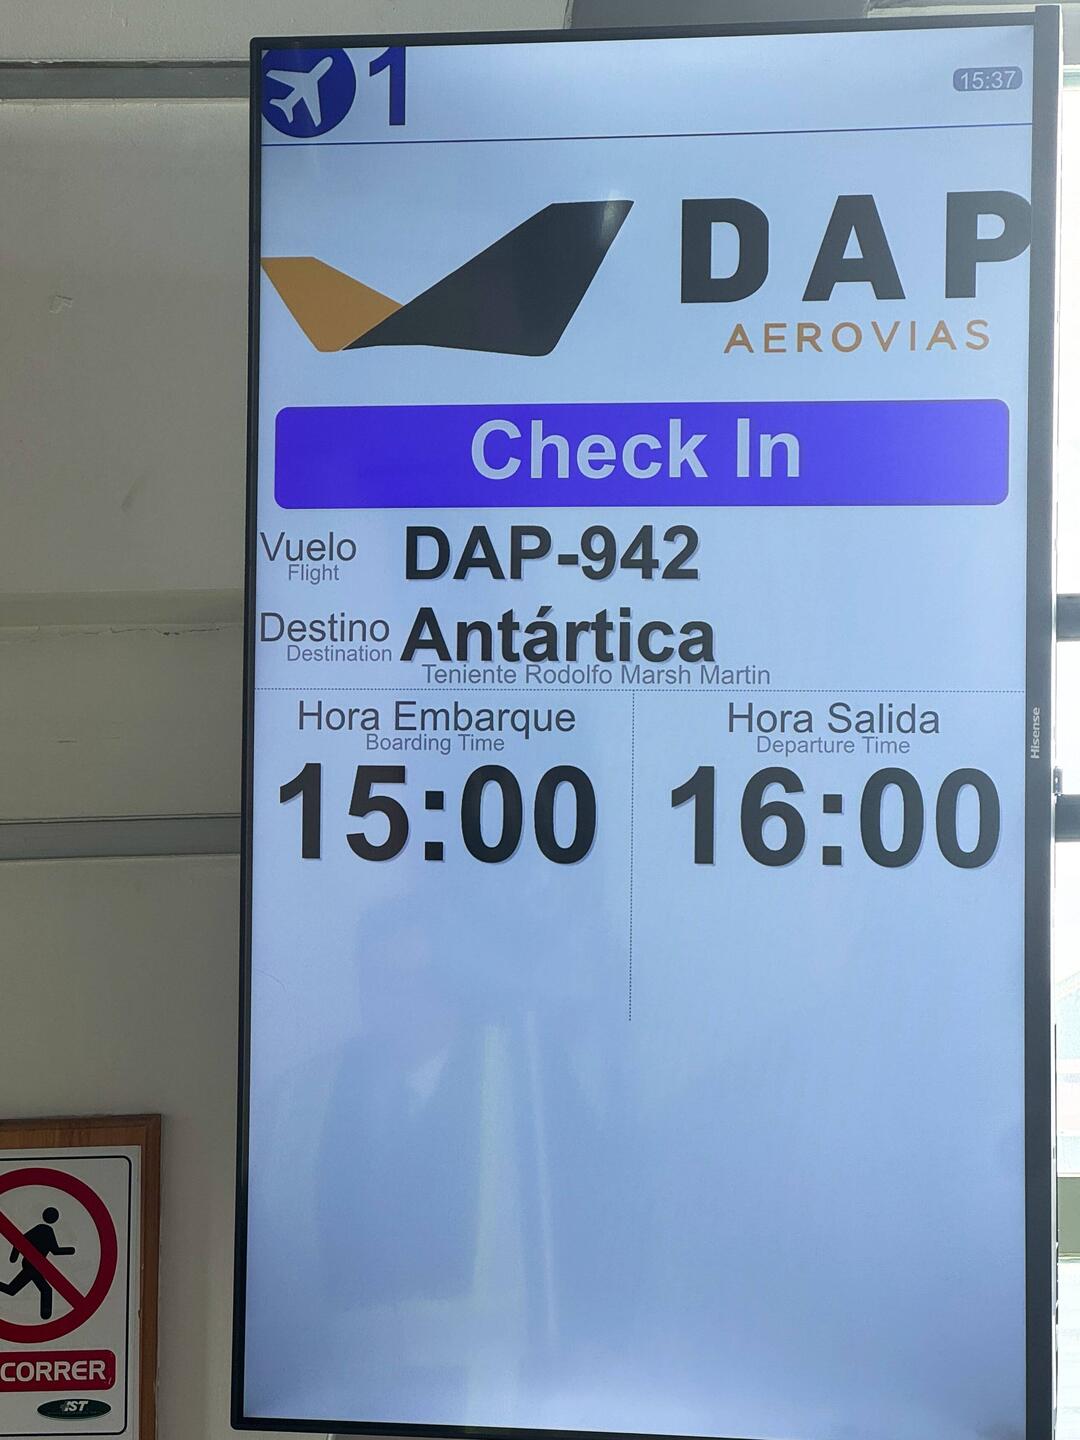 1
15:37
DAP
AEROVIAS
Check In
Vuelo DAP-942
Flight
Destino Antártica
Destination
Teniente Rodolfo Marsh Martin
Hora Embarque
Boarding Time
15:00
Hora Salida
Departure Time
16:00
Hisense
CORRER
IST